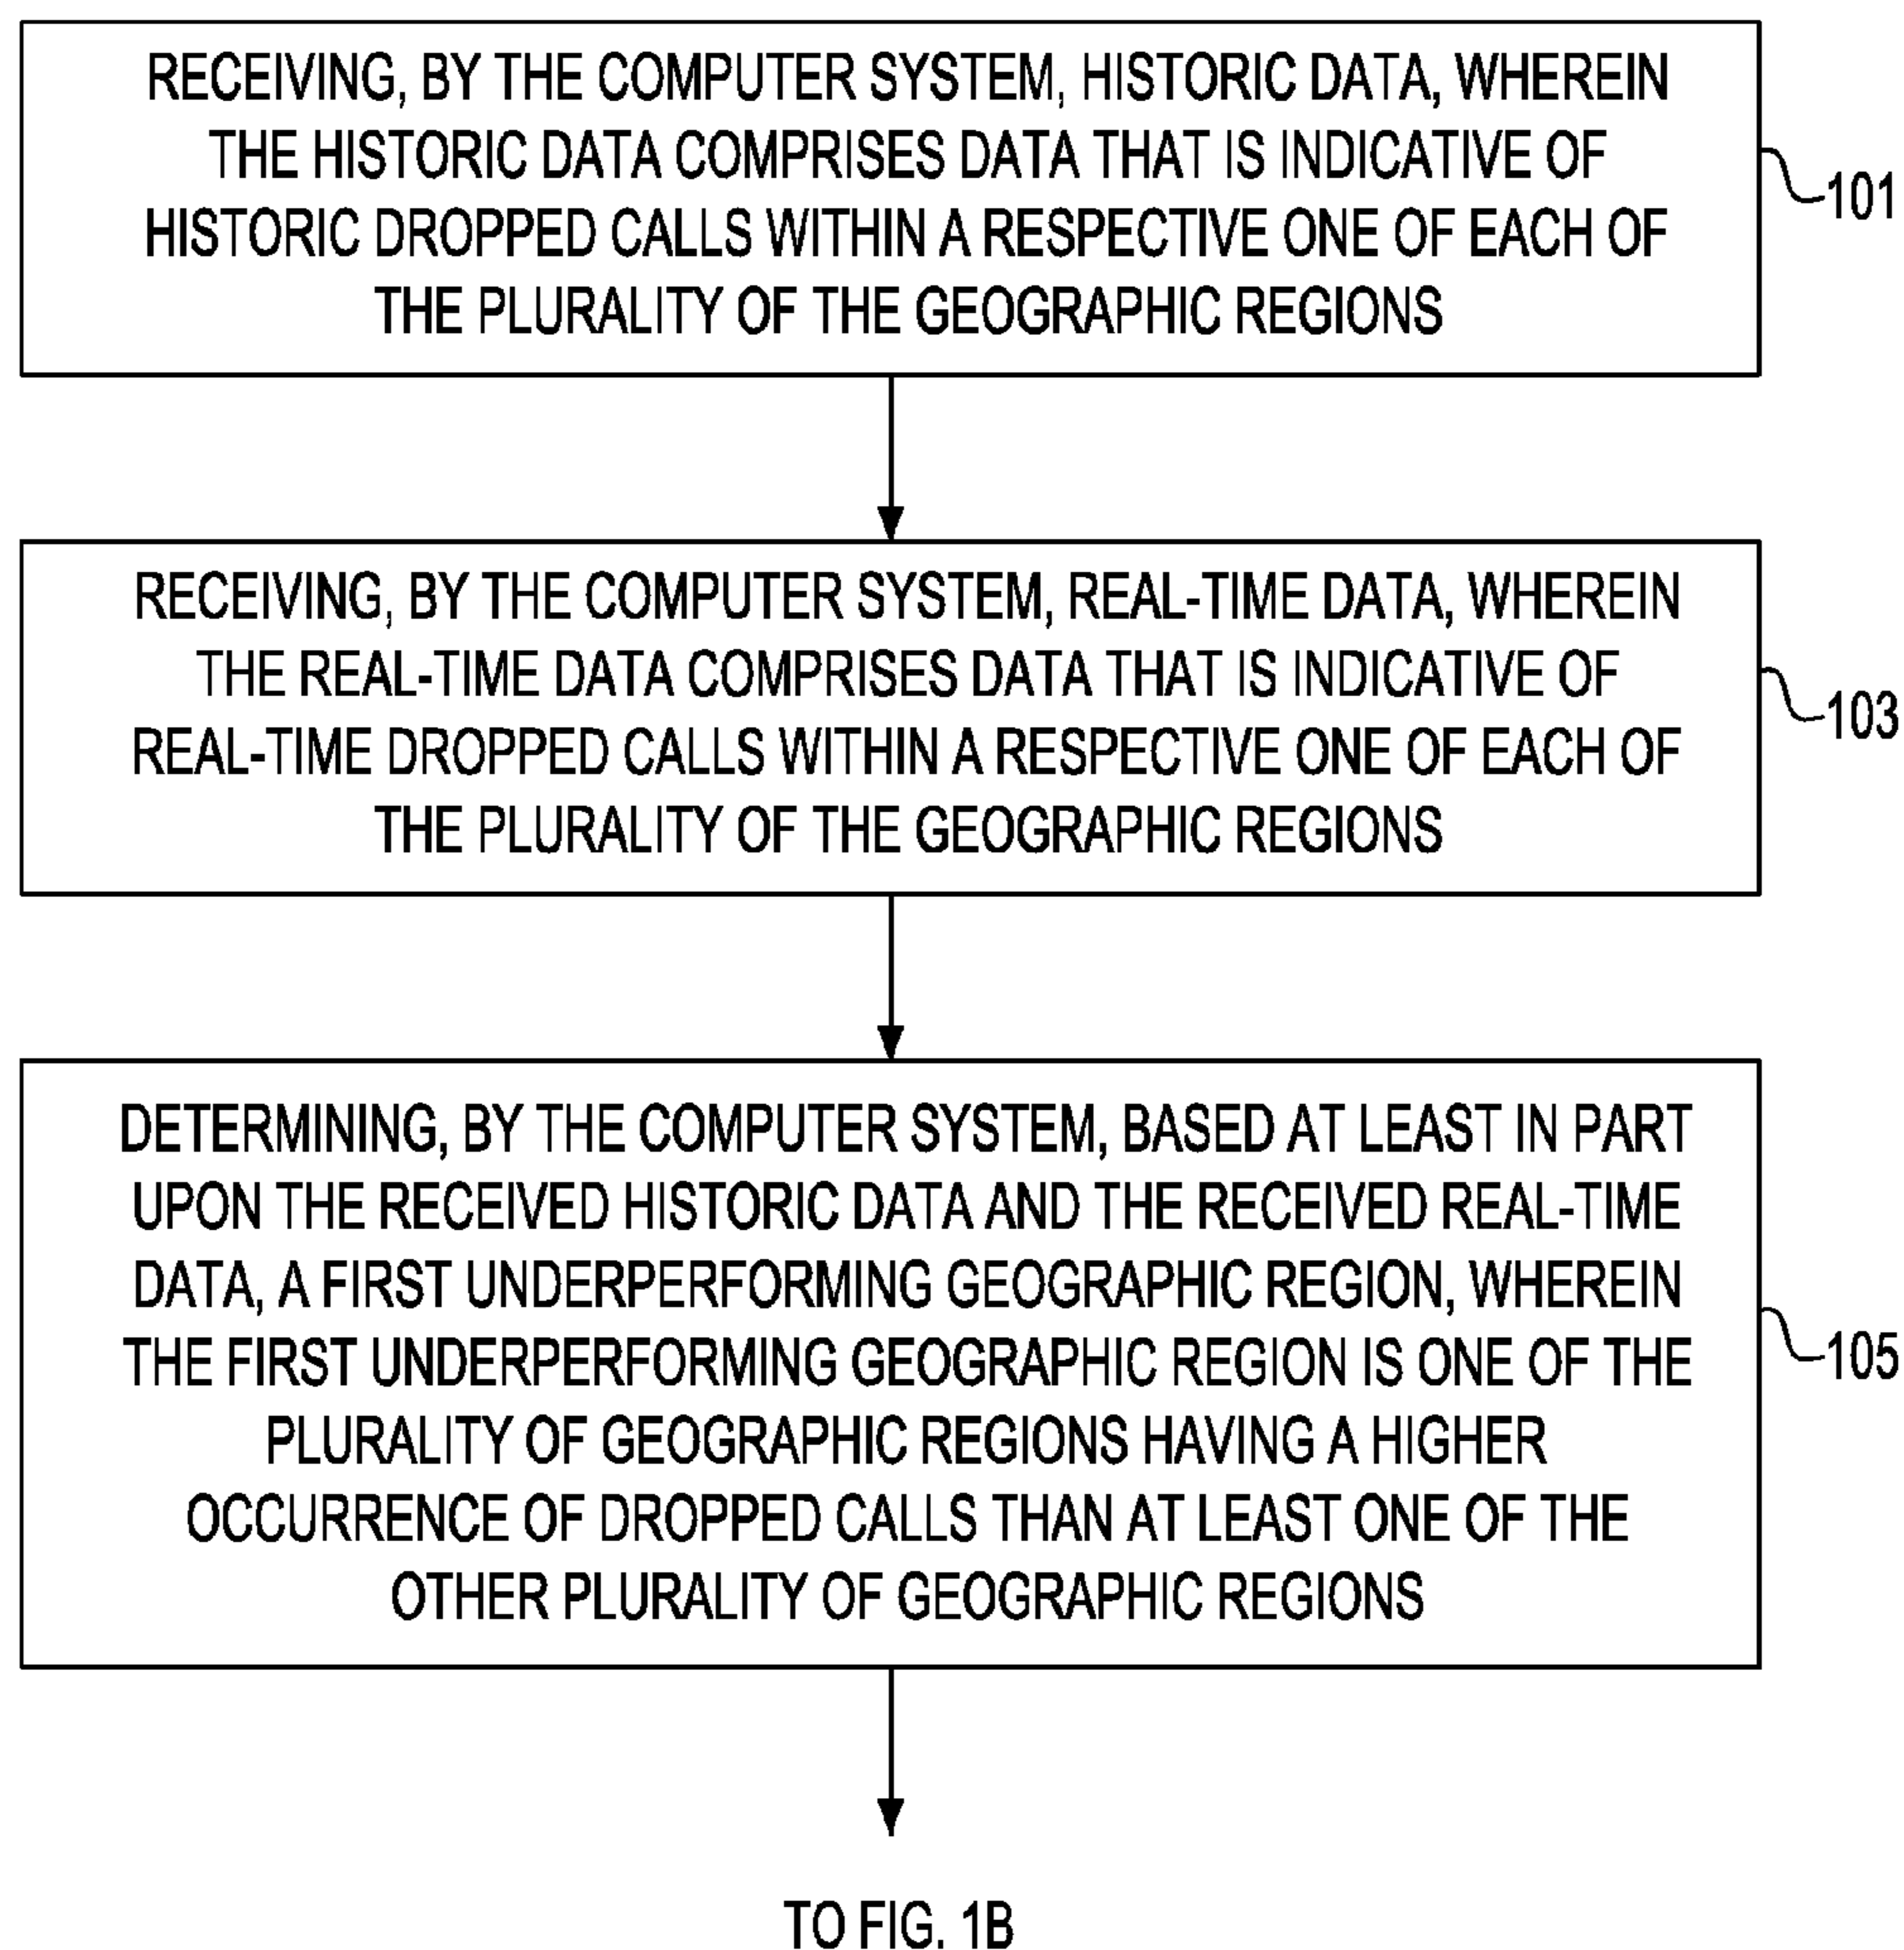 RECEIVING, BY THE COMPUTER SYSTEM, HISTORIC DATA, WHEREIN
THE HISTORIC DATA COMPRISES DATA THAT IS INDICATIVE OF
HISTORIC DROPPED CALLS WITHIN A RESPECTIVE ONE OF EACH OF
THE PLURALITY OF THE GEOGRAPHIC REGIONS
101
RECEIVING, BY THE COMPUTER SYSTEM, REAL-TIME DATA, WHEREIN
THE REAL-TIME DATA COMPRISES DATA THAT IS INDICATIVE OF
REAL-TIME DROPPED CALLS WITHIN A RESPECTIVE ONE OF EACH OF
THE PLURALITY OF THE GEOGRAPHIC REGIONS
103
DETERMINING, BY THE COMPUTER SYSTEM, BASED AT LEAST IN PART
UPON THE RECEIVED HISTORIC DATA AND THE RECEIVED REAL-TIME
DATA, A FIRST UNDERPERFORMING GEOGRAPHIC REGION, WHEREIN
THE FIRST UNDERPERFORMING GEOGRAPHIC REGION IS ONE OF THE
PLURALITY OF GEOGRAPHIC REGIONS HAVING A HIGHER
OCCURRENCE OF DROPPED CALLS THAN AT LEAST ONE OF THE
OTHER PLURALITY OF GEOGRAPHIC REGIONS
105
TO FIG. 1B